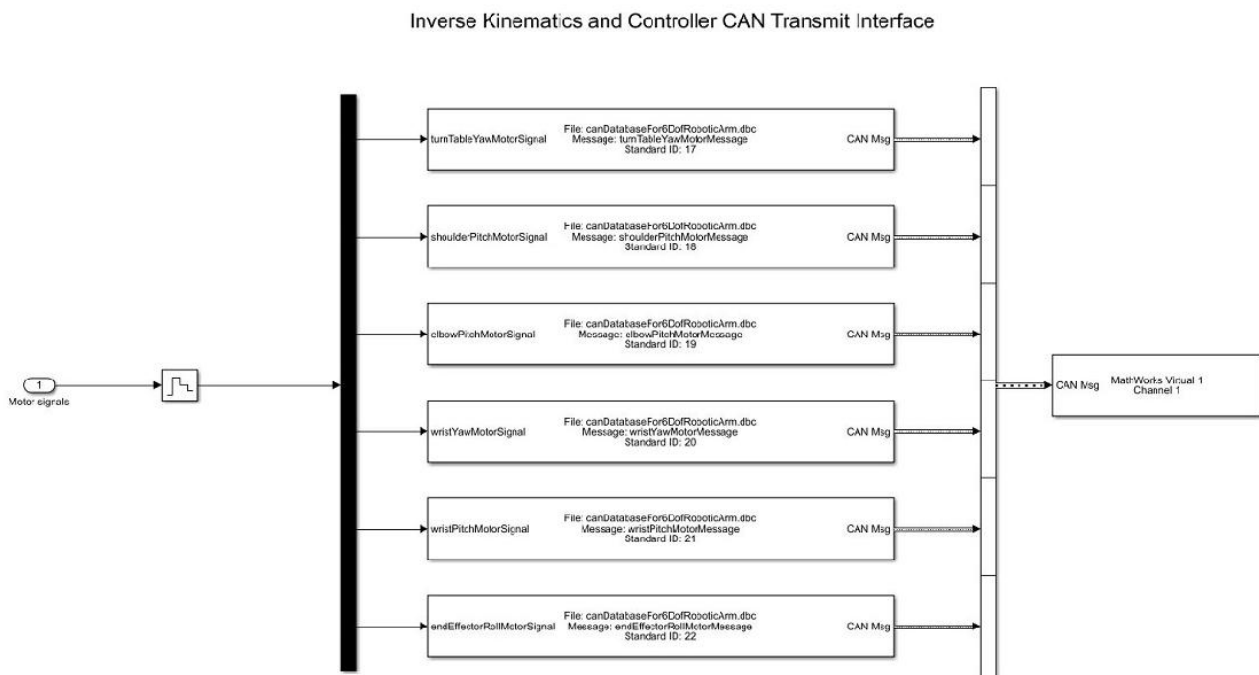 Inverse Kinematics and Controller CAN Transmit Interface
turnTableYawMotorSignal
File: canDatabaseFor6DofRoboticArm.dbc
Message: turnTableYawMotorMessage
Standard ID: 17
CAN Msg
shoulderPitchMotorSignal
File: canDatabaseFor6DofRoboticArm.dbc
Message: shoulderPitchMotorMessage
Standard ID: 18
CAN Msg
elbowPitchMotorSignal
File: canDatabaseFor6DofRoboticArm.dbc
Message: elbowPitchMotorMessage
Standard ID: 19
CAN Msg
1
Motor signals
CAN Msg
MathWorks Virtual 1
Channel 1
wristYawMotorSignal
File: canDatabaseFor6DofRoboticArm.dbc
Message: wristYawMotorMessage
Standard ID: 20
CAN Msg
wristPitchMotorSignal
File: canDatabaseFor6DofRoboticArm.dbc
Message: wristPitchMotorMessage
Standard ID: 21
CAN Msg
endEffectorRollMotorSignal
File: canDatabaseFor6DofRoboticArm.dbc
Message: endEffectorRollMotorMessage
Standard ID: 22
CAN Msg